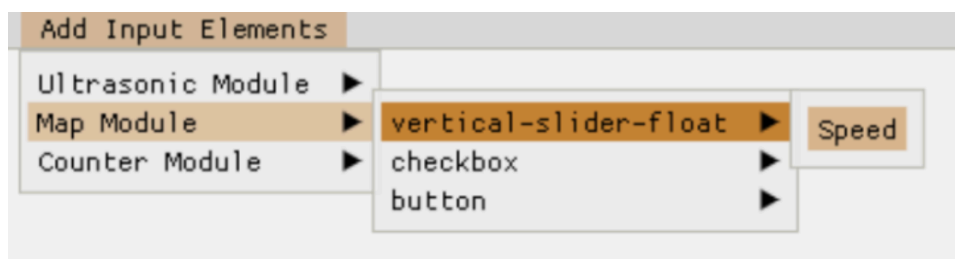 Add Input Elements
Ultrasonic Module
Map Module
Counter Module
vertical-slider-float
checkbox
button
Speed